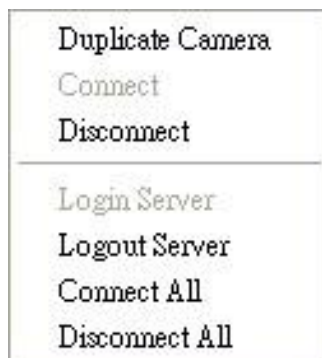 Duplicate Camera
Connect
Disconnect
Login Server
Logout Server
Connect All
Disconnect All